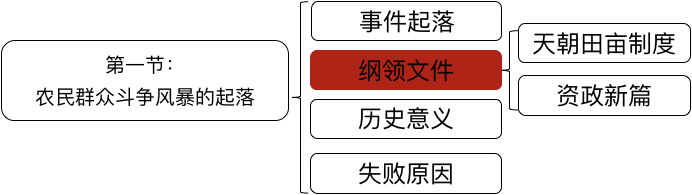 第一节：
农民群众斗争风暴的起落
事件起落
纲领文件
历史意义
失败原因
天朝田亩制度
资政新篇